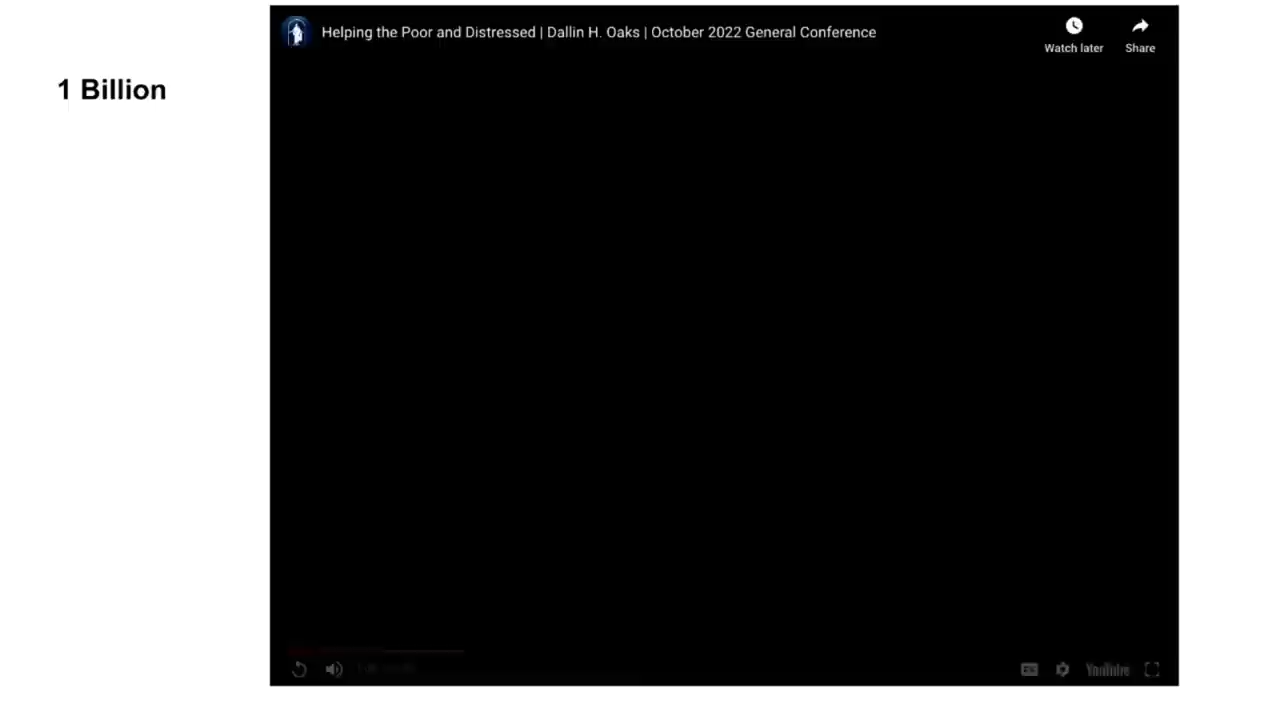 1 Billion
Helping the Poor and Distressed | Dallin H. Oaks | October 2022 General Conference
Watch later
Share
YouTube